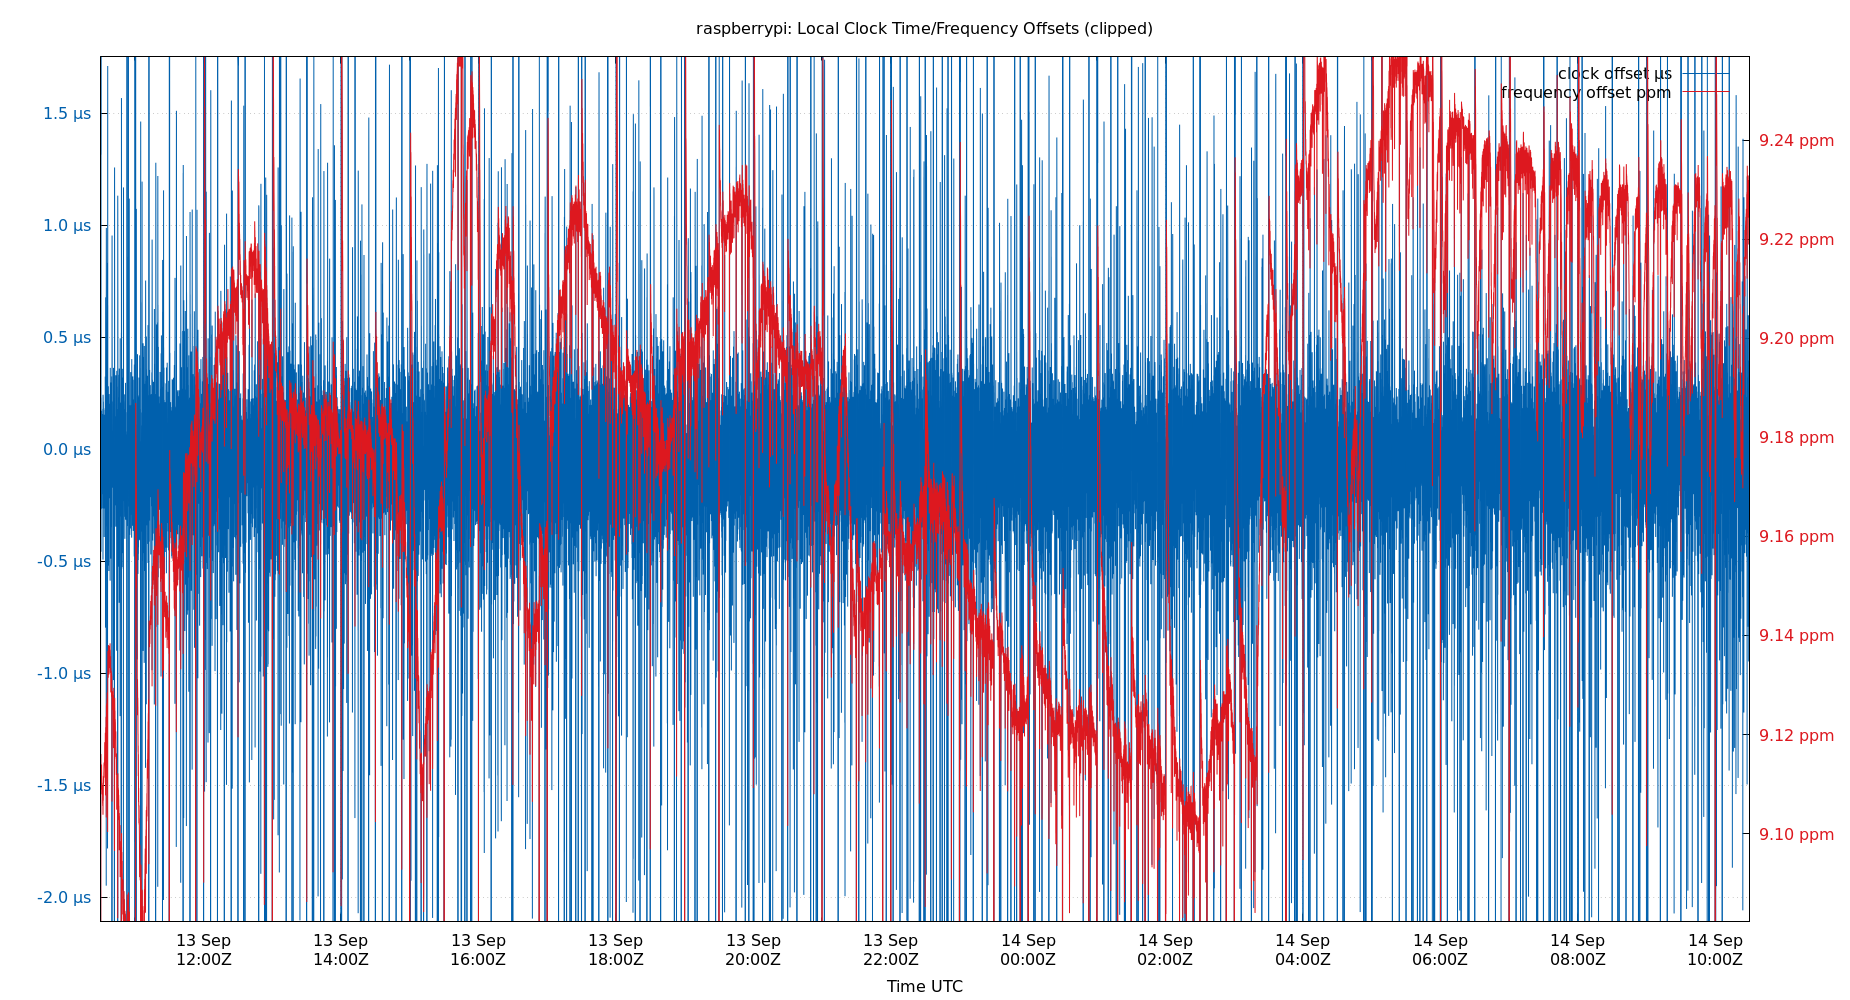 raspberrypi: Local Clock Time/Frequency Offsets (clipped)
clock offset µs
frequency offset ppm
1.5 µs
1.0 µs
0.5 µs
0.0 µs
-0.5 µs
-1.0 µs
-1.5 µs
-2.0 µs
9.24 ppm
9.22 ppm
9.20 ppm
9.18 ppm
9.16 ppm
9.14 ppm
9.12 ppm
9.10 ppm
13 Sep 13 Sep 13 Sep 13 Sep 13 Sep 13 Sep 14 Sep 14 Sep 14 Sep 14 Sep 14 Sep 14 Sep
12:00Z 14:00Z 16:00Z 18:00Z 20:00Z 22:00Z 00:00Z 02:00Z 04:00Z 06:00Z 08:00Z 10:00Z
Time UTC